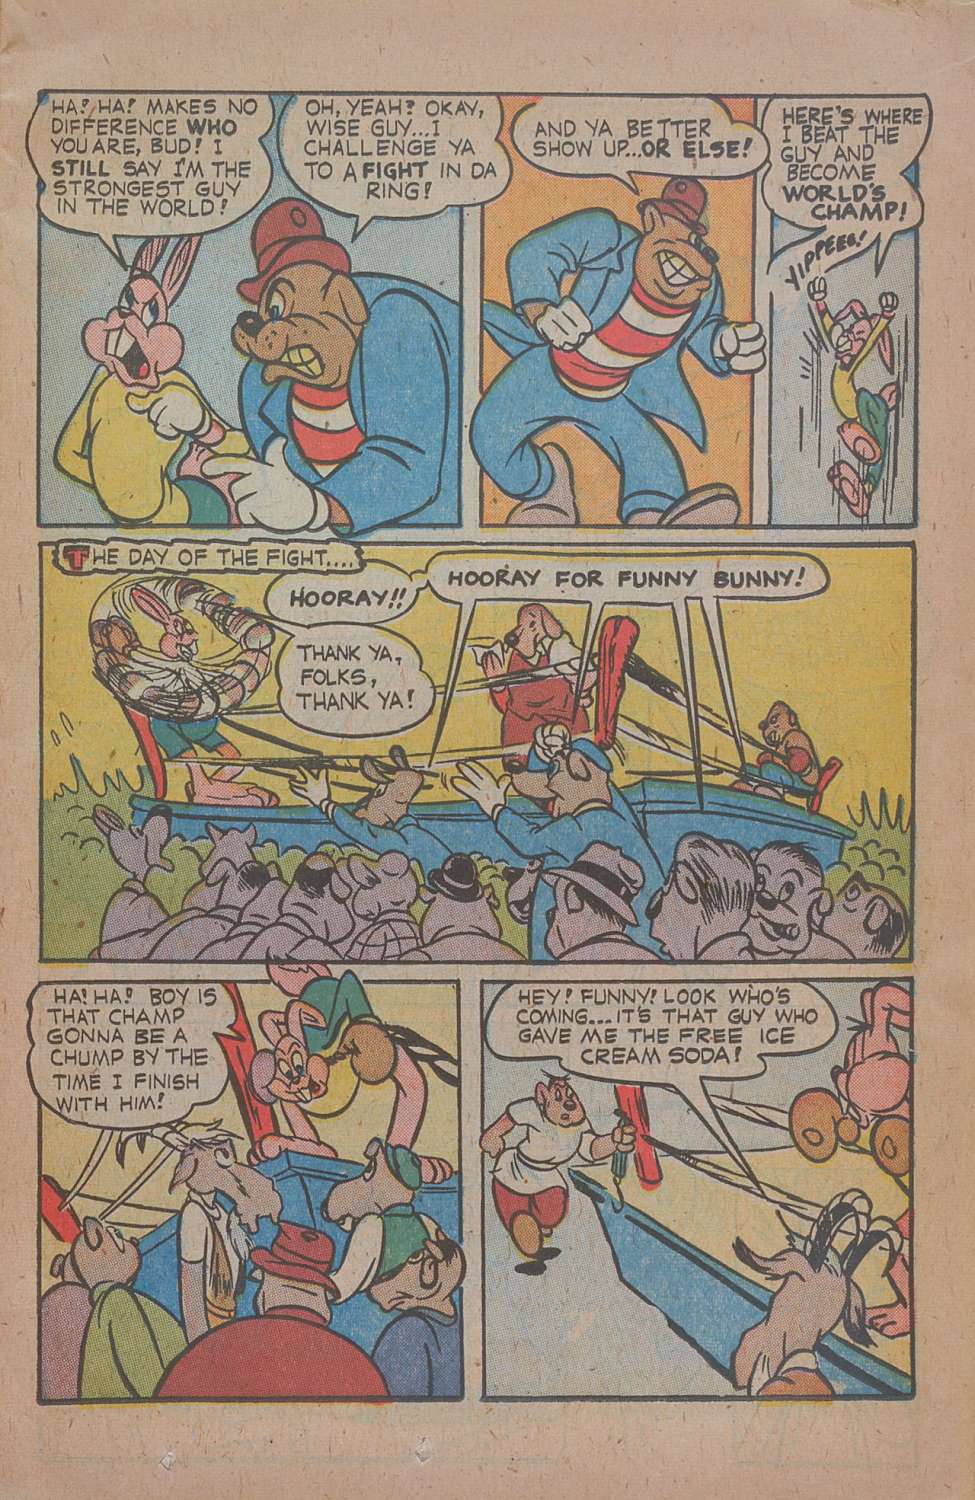 HA! HA! MAKES NO
DIFFERENCE WHO
YOU ARE, BUD! I
STILL SAY I'M THE
STRONGEST GUY
IN THE WORLD!
OH, YEAH? OKAY,
WISE GUY...I
CHALLENGE YA
TO A FIGHT IN DA
RING!
AND YA BETTER
SHOW UP...OR ELSE!
HERE'S WHERE
I BEAT THE
GUY AND
BECOME
WORLD'S
CHAMP!
YIPPEEE!
THE DAY OF THE FIGHT....
HOORAY!!
HOORAY FOR FUNNY BUNNY!
THANK YA,
FOLKS,
THANK YA!
HA! HA! BOY IS
THAT CHAMP
GONNA BE A
CHUMP BY THE
TIME I FINISH
WITH HIM!
HEY! FUNNY! LOOK WHO'S
COMING...IT'S THAT GUY WHO
GAVE ME THE FREE ICE
CREAM SODA!